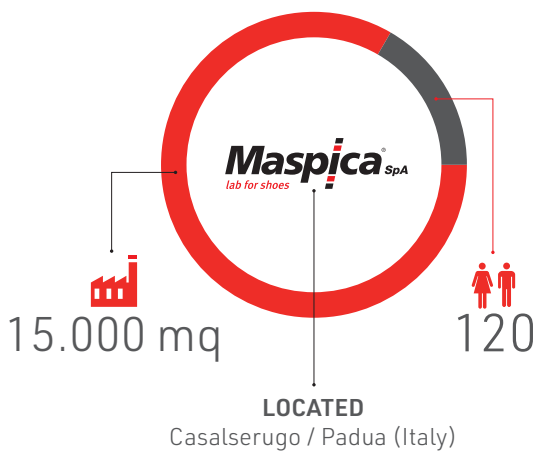 Maspica® SpA
lab for shoes
15.000 mq
120
LOCATED
Casalserugo / Padua (Italy)